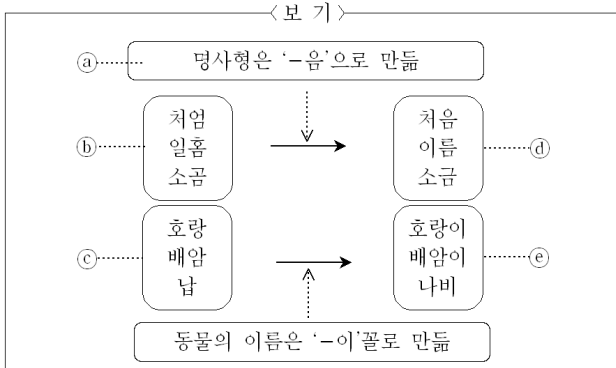 〈보 기〉
ⓐ 명사형은 '-음'으로 만듦
처엄 처음
ⓑ 일홈 이름 ⓓ
소곰 소금
호랑 호랑이
ⓒ 배암 배암이 ⓔ
납 나비
동물의 이름은 '-이'꼴로 만듦